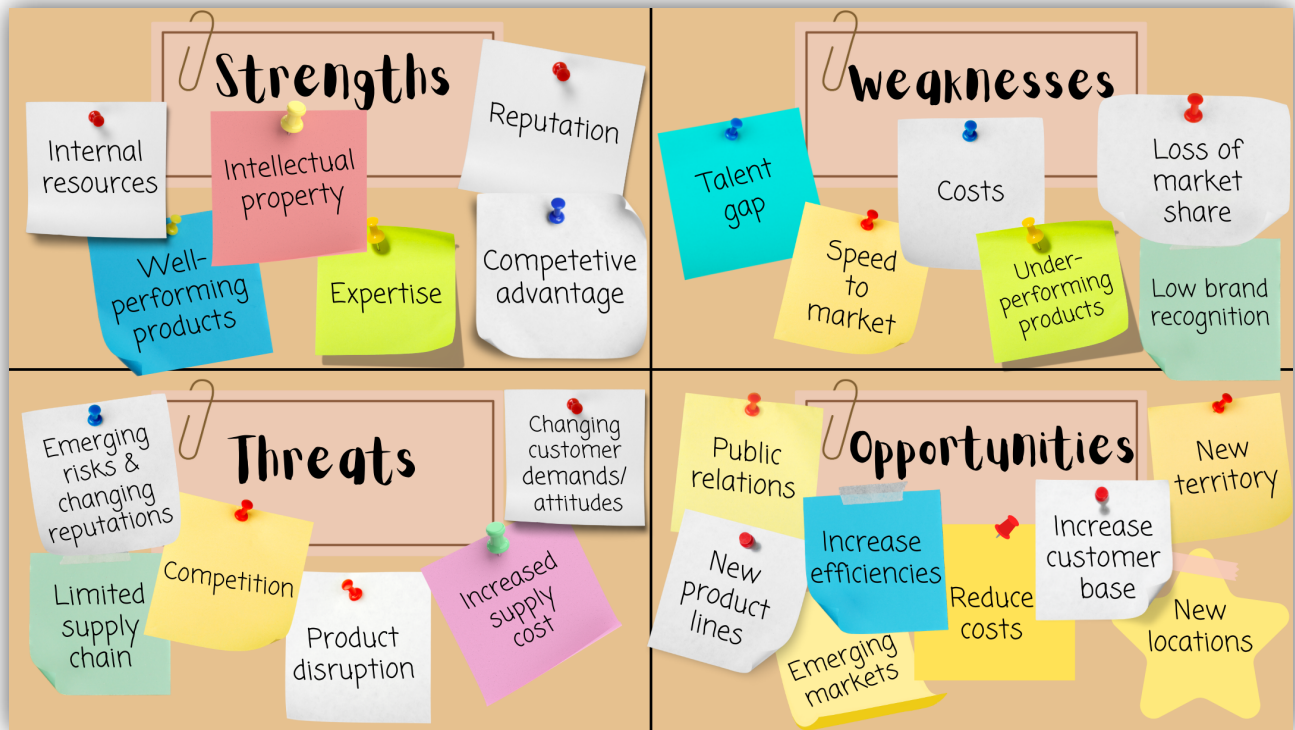 Strengths
Internal
resources
Intellectual
property
Reputation
Well-
performing
products
Expertise
Competetive
advantage
Weaknesses
Talent
gap
Speed
to
market
Costs
Under-
performing
products
Loss of
market
share
Low brand
recognition
Threats
Emerging
risks &
changing
reputations
Limited
supply
chain
Competition
Product
disruption
Increased
supply
cost
Changing
customer
demands/
attitudes
Opportunities
Public
relations
New
product
lines
Increase
efficiencies
Emerging
markets
Reduce
costs
Increase
customer
base
New
territory
New
locations